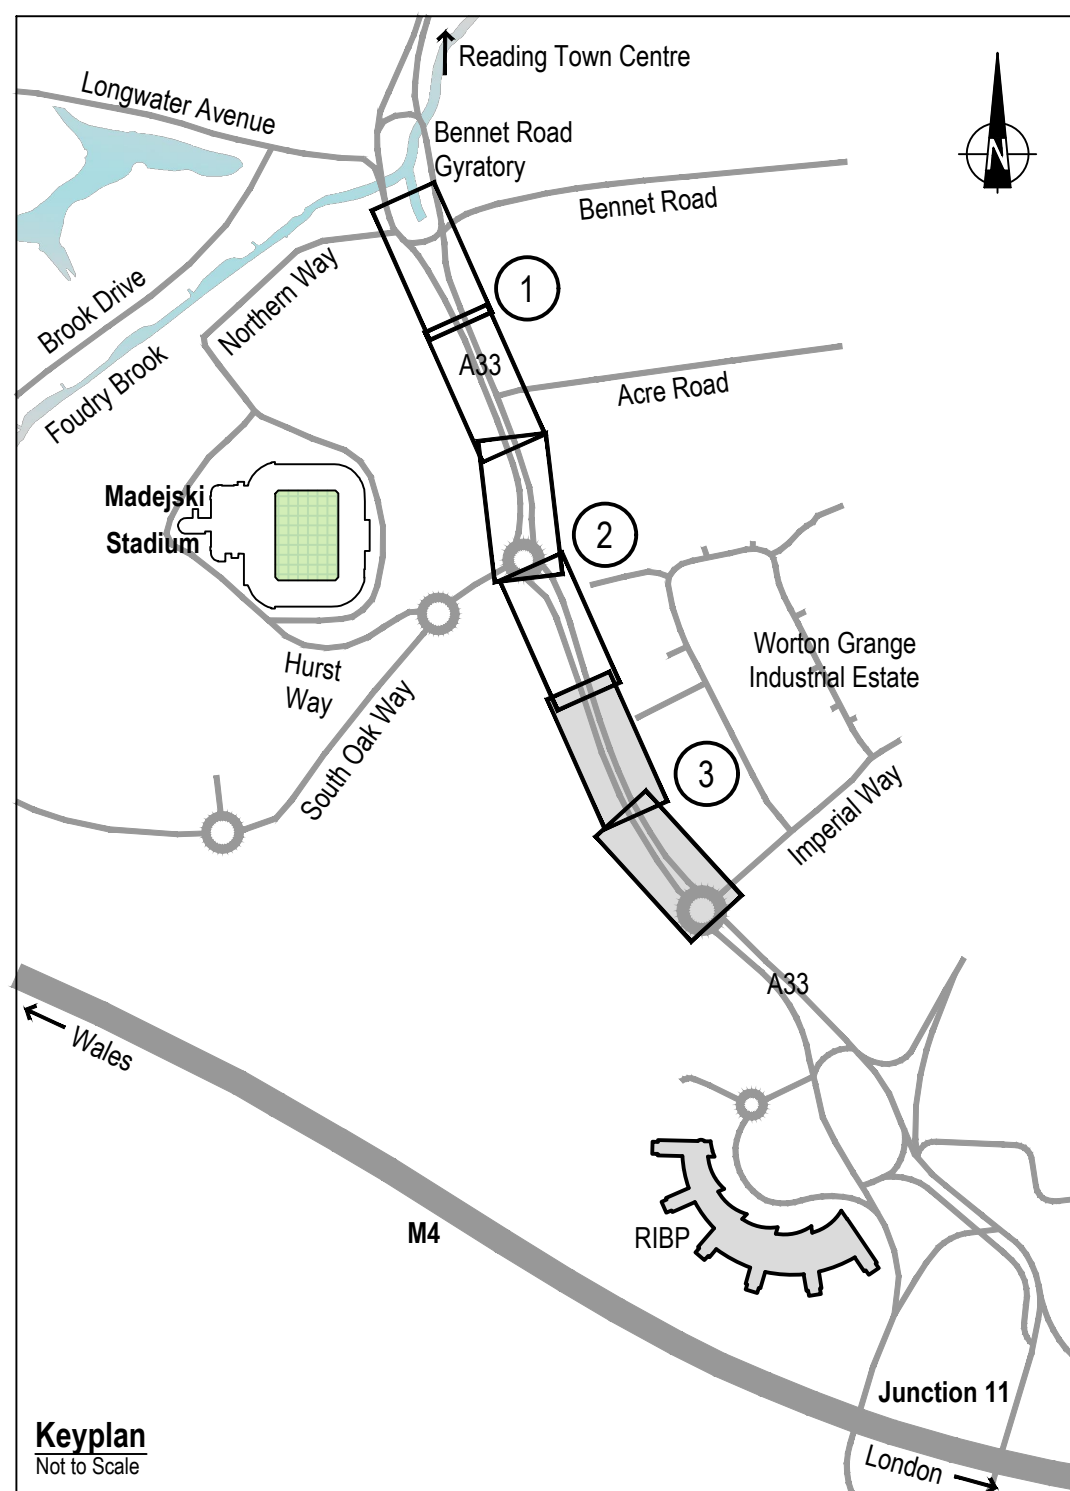 Reading Town Centre
Longwater Avenue
Bennet Road
Gyratory
N
Bennet Road
Northern Way
Brook Drive
Foudry Brook
1
A33
Acre Road
Madejski
Stadium
2
Hurst
Way
South Oak Way
Worton Grange
Industrial Estate
3
Imperial Way
A33
Wales
M4
RIBP
Junction 11
London
Keyplan
Not to Scale